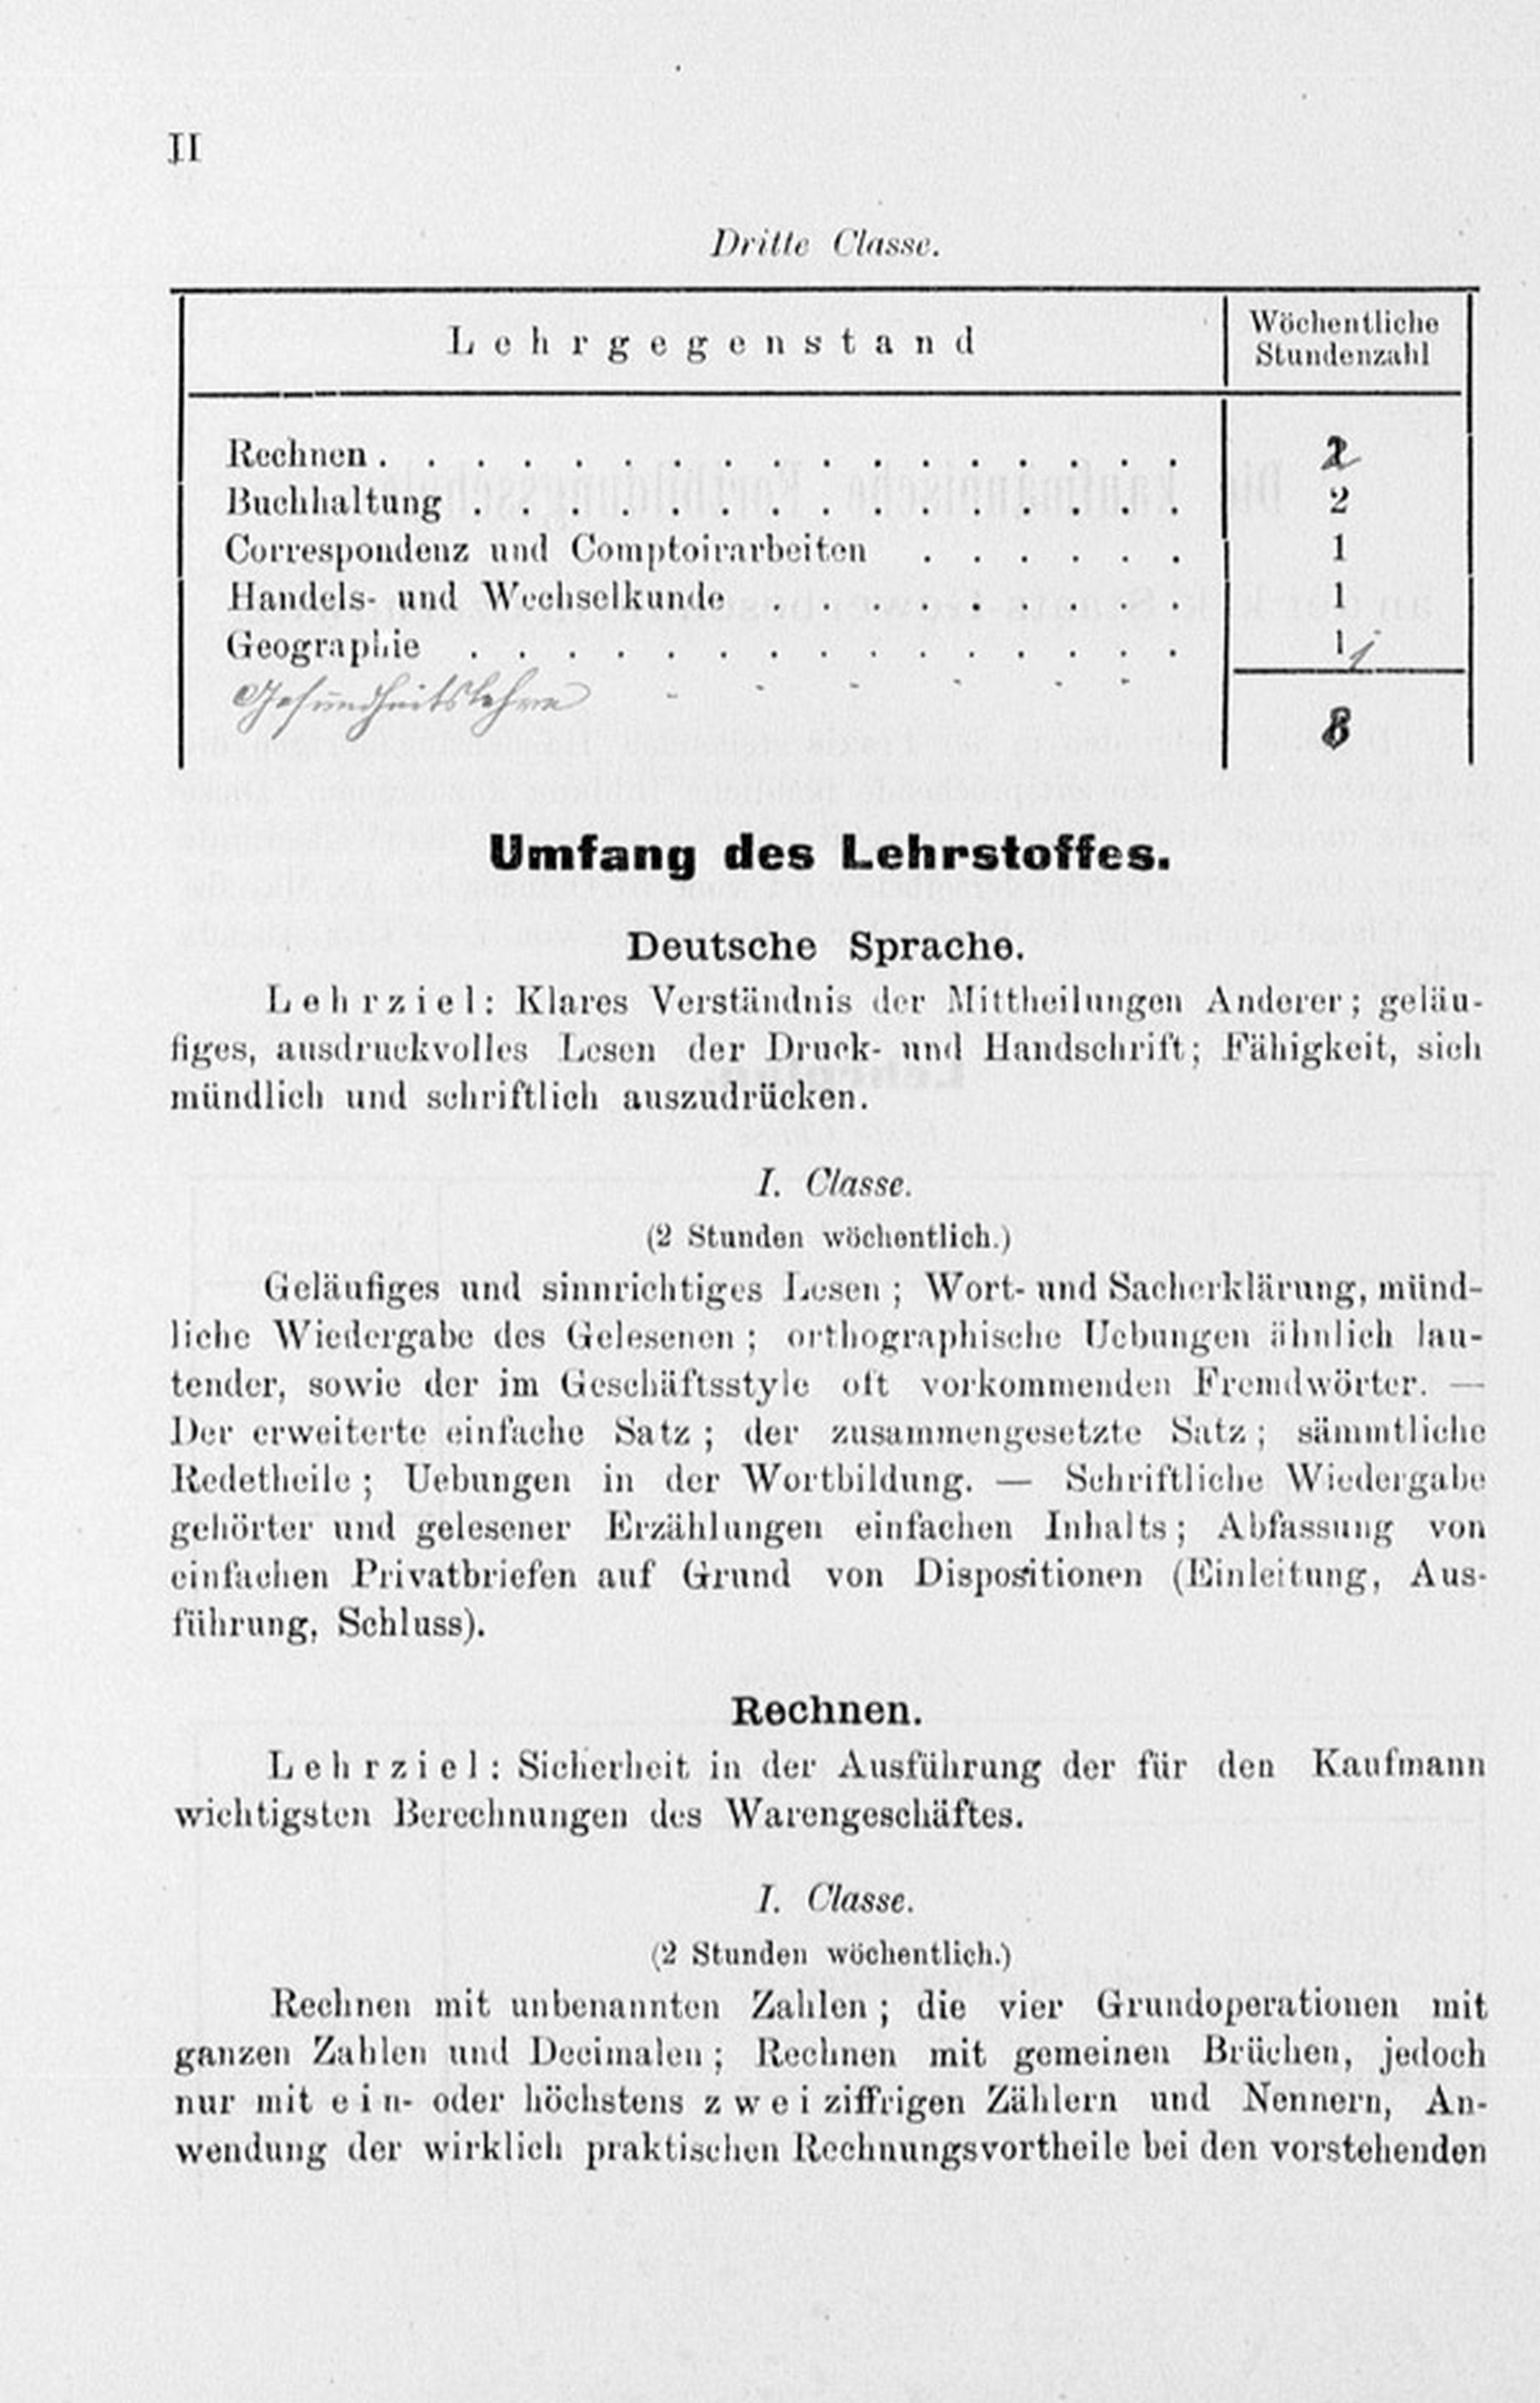 II
Dritte Classe.
Lehrgegenstand
Wöchentliche
Stundenzahl
Rechnen . . . . . . . . . . . . . . . . . 2
Buchhaltung . . . . . . . . . . . . . . . 2
Correspondenz und Comptoirarbeiten . . . . . . 1
Handels- und Wechselkunde . . . . . . . . . 1
Geographie . . . . . . . . . . . . . . . 1
Gesundheitslehre - - - - - - 1
8
Umfang des Lehrstoffes.
Deutsche Sprache.
Lehrziel: Klares Verständnis der Mittheilungen Anderer; geläu-
figes, ausdruckvolles Lesen der Druck- und Handschrift; Fähigkeit, sich
mündlich und schriftlich auszudrücken.
I. Classe.
(2 Stunden wöchentlich.)
Geläufiges und sinnrichtiges Lesen; Wort- und Sacherklärung, münd-
liche Wiedergabe des Gelesenen; orthographische Uebungen ähnlich lau-
tender, sowie der im Geschäftsstyle oft vorkommenden Fremdwörter. —
Der erweiterte einfache Satz; der zusammengesetzte Satz; sämmtliche
Redetheile; Uebungen in der Wortbildung. — Schriftliche Wiedergabe
gehörter und gelesener Erzählungen einfachen Inhalts; Abfassung von
einfachen Privatbriefen auf Grund von Dispositionen (Einleitung, Aus-
führung, Schluss).
Rechnen.
Lehrziel: Sicherheit in der Ausführung der für den Kaufmann
wichtigsten Berechnungen des Warengeschäftes.
I. Classe.
(2 Stunden wöchentlich.)
Rechnen mit unbenannten Zahlen; die vier Grundoperationen mit
ganzen Zahlen und Decimalen; Rechnen mit gemeinen Brüchen, jedoch
nur mit ein- oder höchstens zweiziffrigen Zählern und Nennern, An-
wendung der wirklich praktischen Rechnungsvortheile bei den vorstehenden